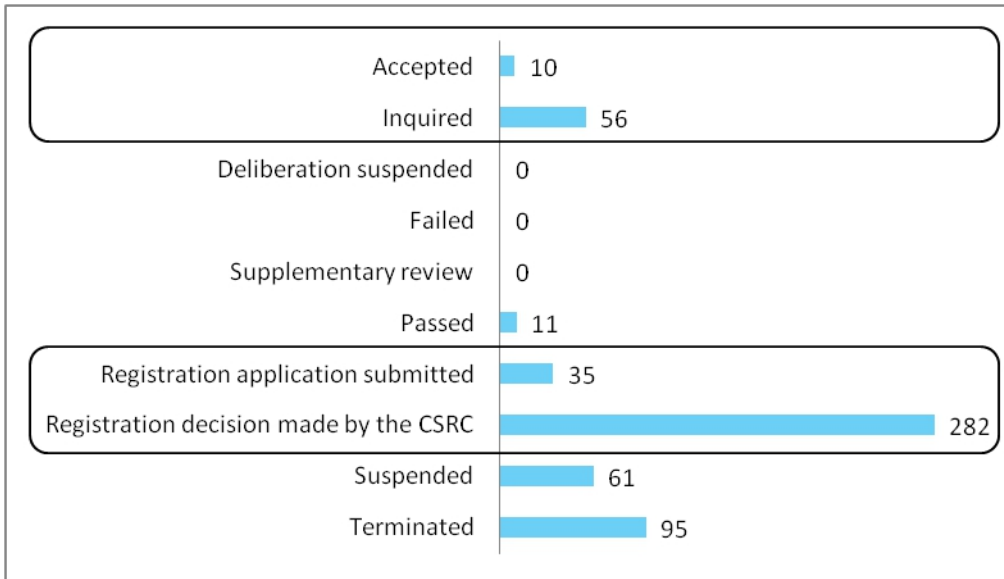 Accepted 10
Inquired 56
Deliberation suspended 0
Failed 0
Supplementary review 0
Passed 11
Registration application submitted 35
Registration decision made by the CSRC 282
Suspended 61
Terminated 95